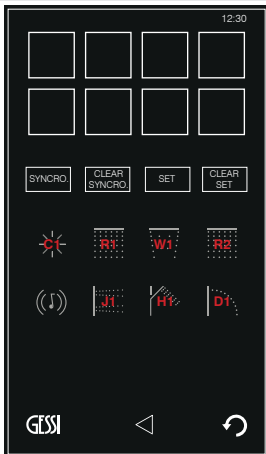 12:30
SYNCRO. CLEAR SYNCRO. SET CLEAR SET
C1 R1 W1 R2
J1 H1 D1
GESSI